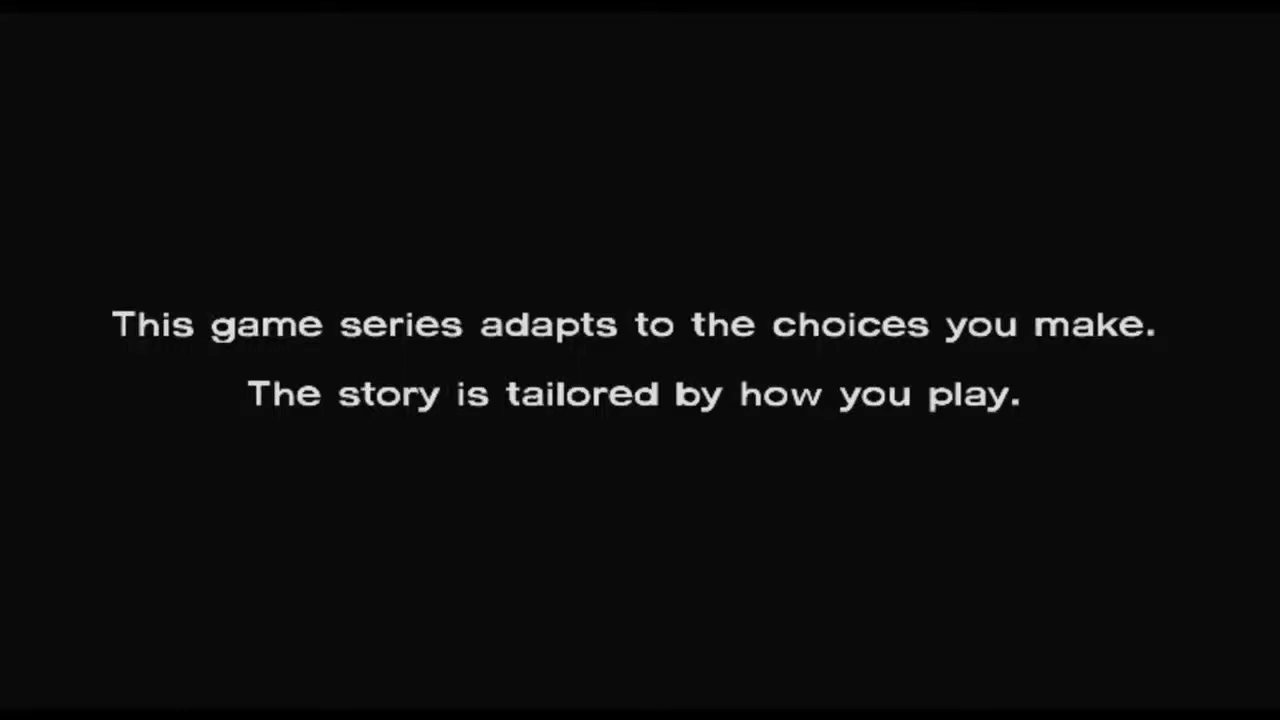 This game series adapts to the choices you make.
The story is tailored by how you play.